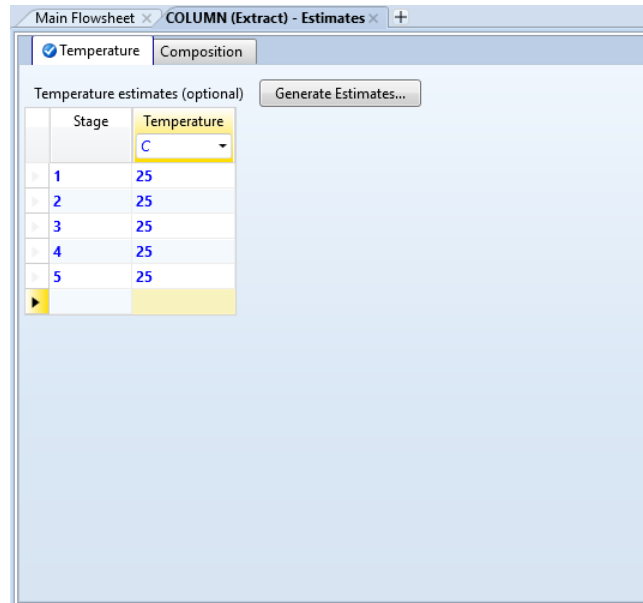 Main Flowsheet × COLUMN (Extract) - Estimates × +
Temperature Composition
Temperature estimates (optional) Generate Estimates...
Stage Temperature
C
1 25
2 25
3 25
4 25
5 25